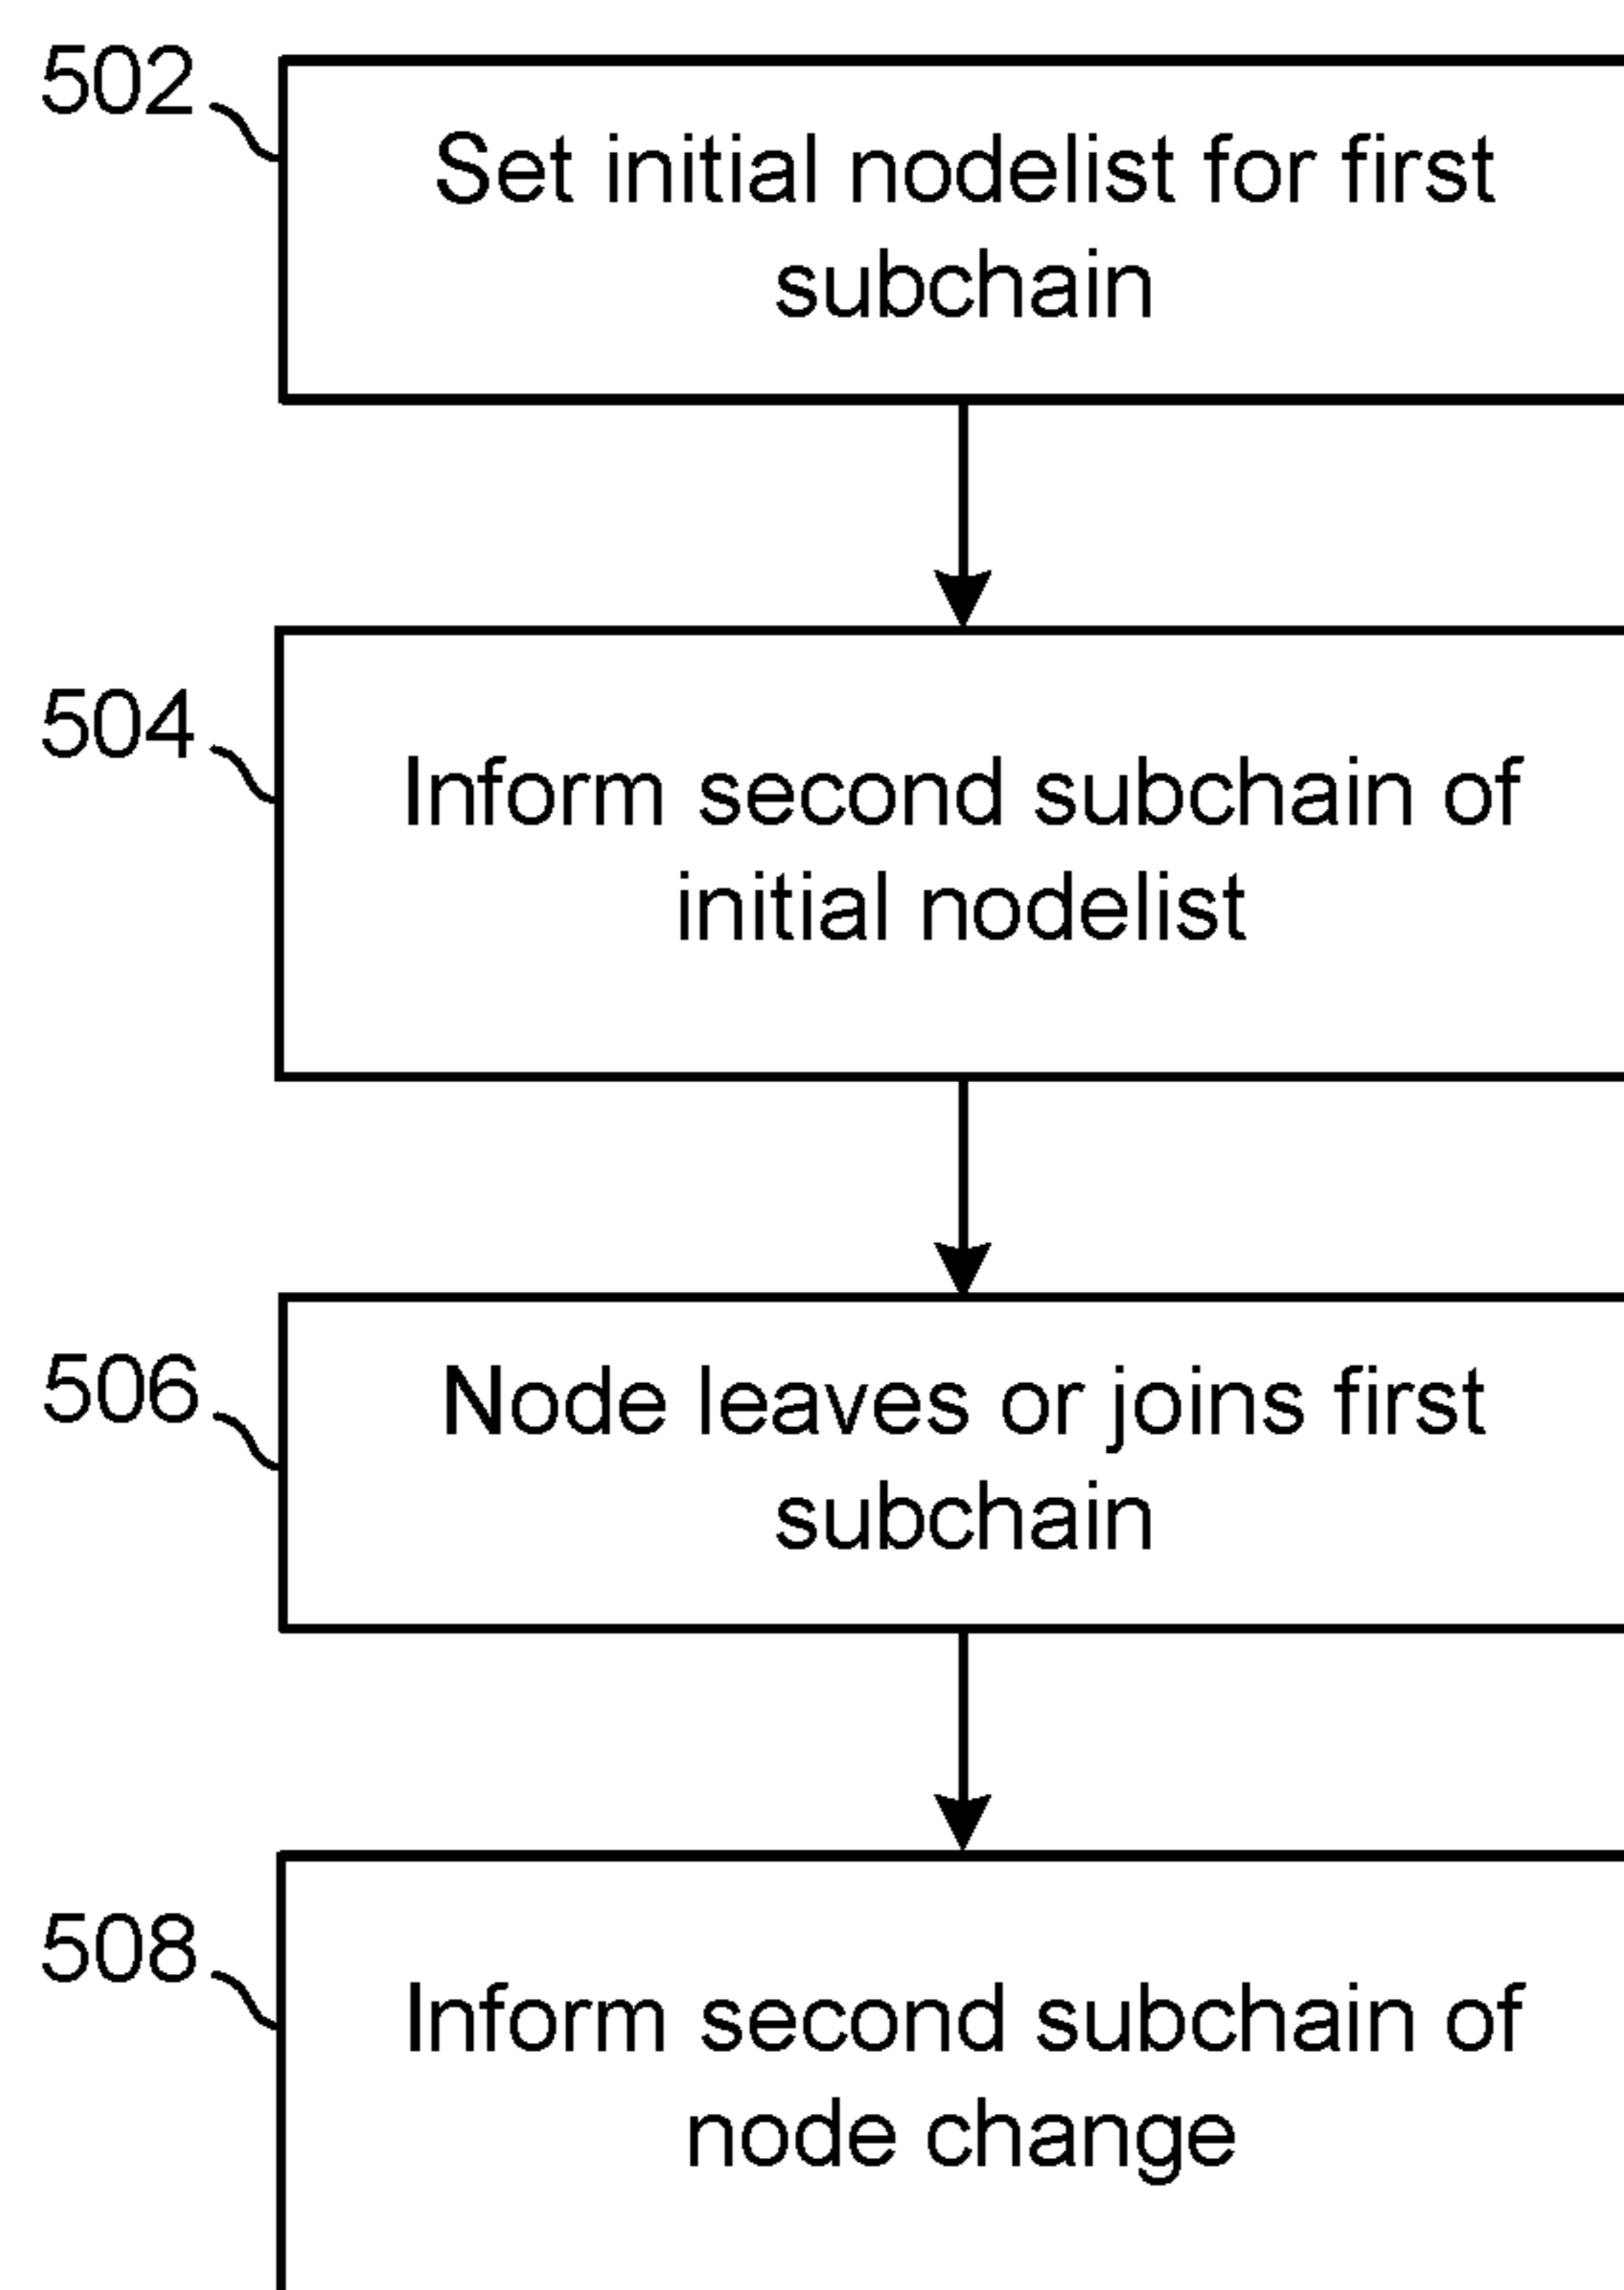 502
Set initial nodelist for first
subchain
504
Inform second subchain of
initial nodelist
506
Node leaves or joins first
subchain
508
Inform second subchain of
node change